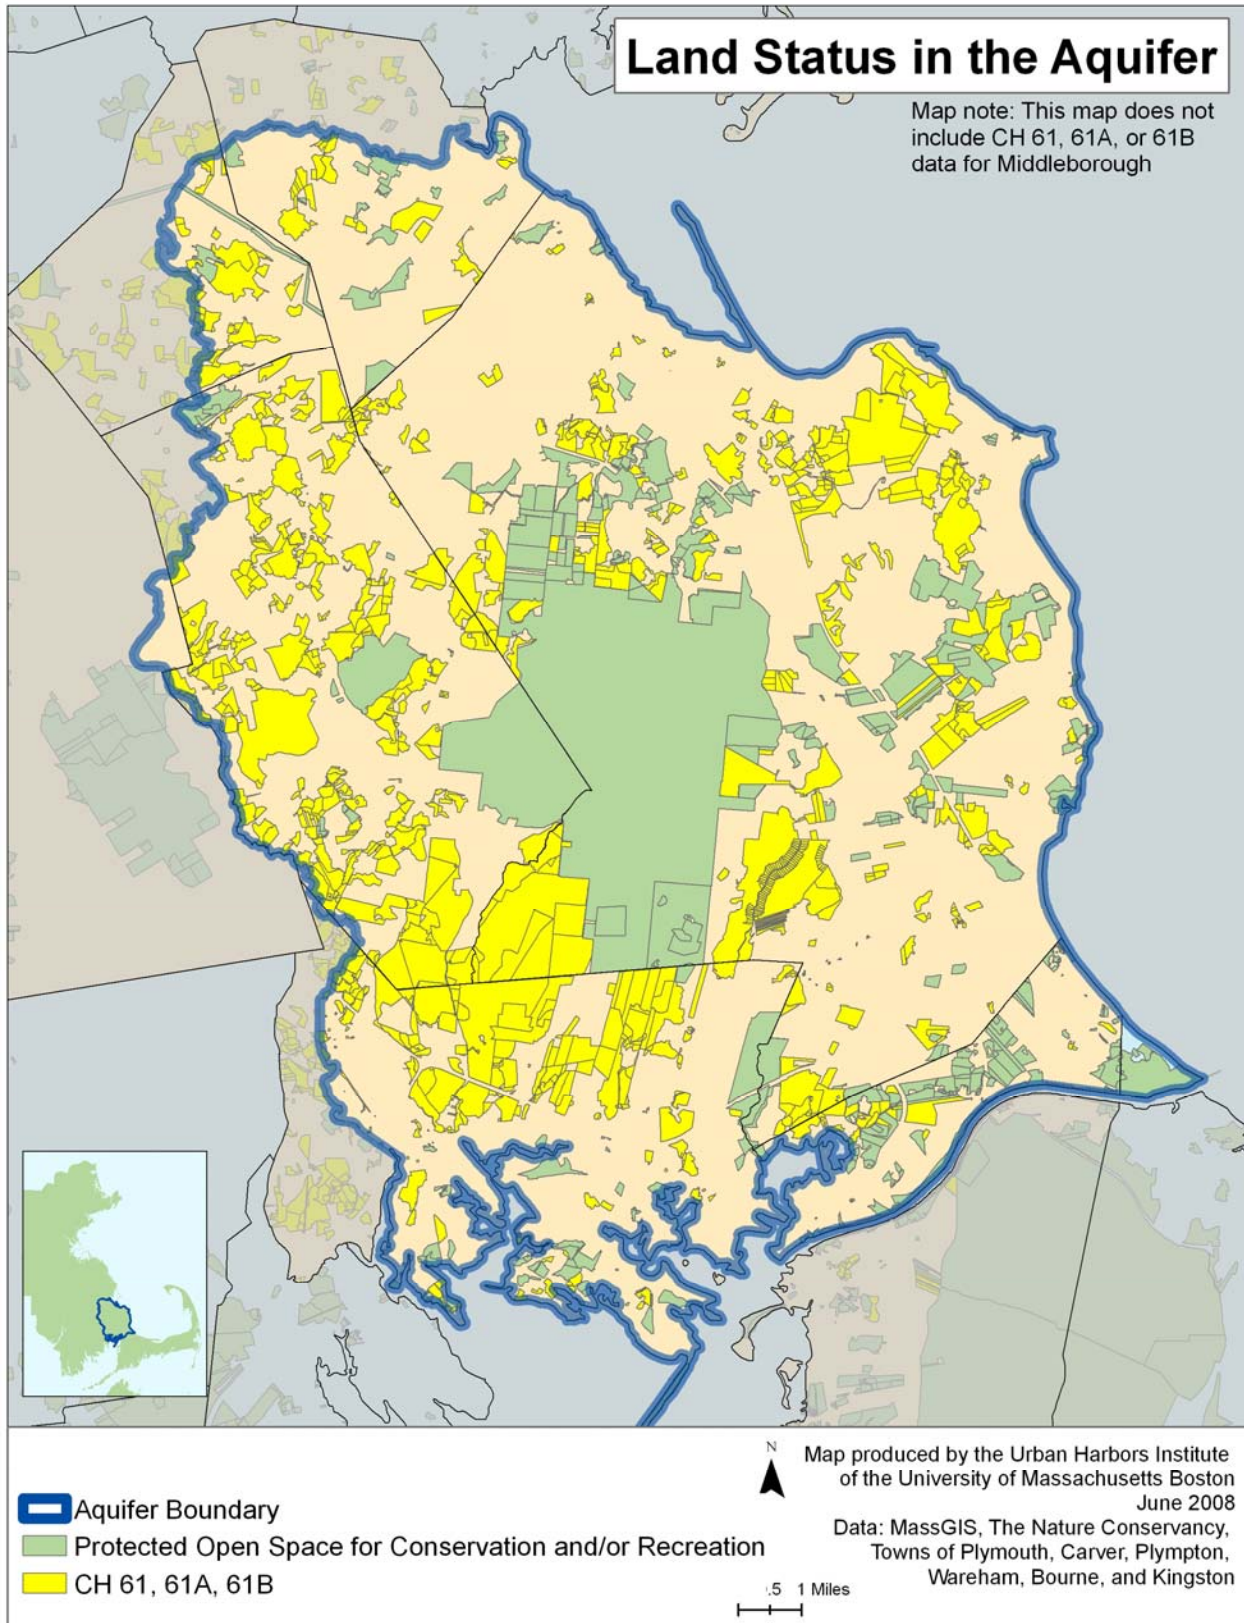 Land Status in the Aquifer
Map note: This map does not
include CH 61, 61A, or 61B
data for Middleborough
N
Map produced by the Urban Harbors Institute
of the University of Massachusetts Boston
June 2008
Data: MassGIS, The Nature Conservancy,
Towns of Plymouth, Carver, Plympton,
Wareham, Bourne, and Kingston
Aquifer Boundary
Protected Open Space for Conservation and/or Recreation
CH 61, 61A, 61B
.5 1 Miles